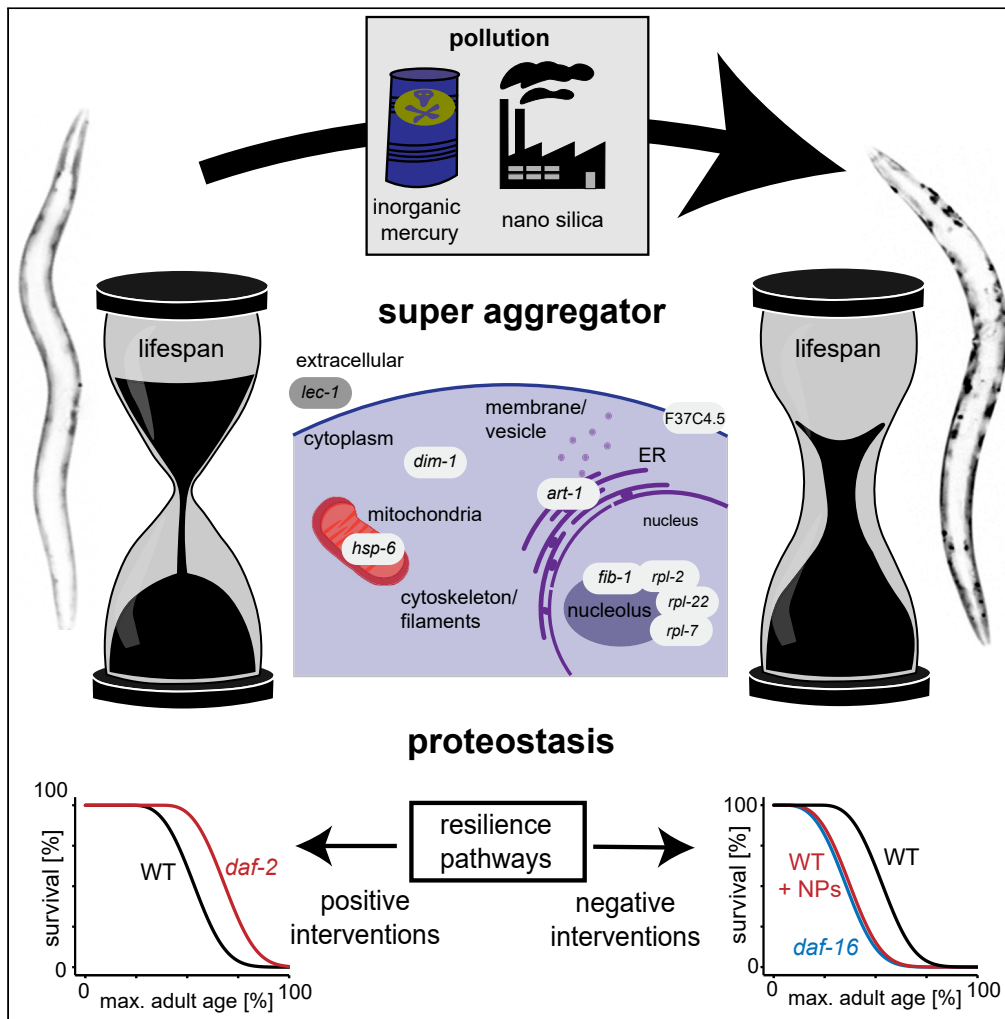 pollution
inorganic
mercury
nano silica
super aggregator
lifespan
extracellular
lec-1
cytoplasm
dim-1
membrane/
vesicle
F37C4.5
ER
art-1
nucleus
mitochondria
hsp-6
cytoskeleton/
filaments
fib-1
rpl-2
nucleolus
rpl-22
rpl-7
lifespan
proteostasis
100
survival [%]
WT
daf-2
0
0
100
max. adult age [%]
resilience
pathways
positive
interventions
negative
interventions
100
survival [%]
WT
WT
+ NPs
daf-16
0
0
100
max. adult age [%]